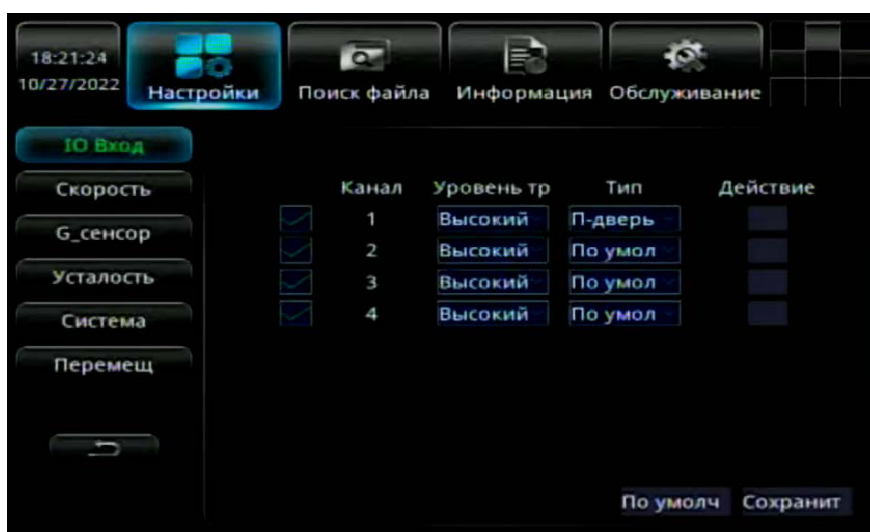 18:21:24
10/27/2022
Настройки
Поиск файла
Информация
Обслуживание
IO Вход
Скорость
G_сенсор
Усталость
Система
Перемещ
Канал Уровень тр Тип Действие
1 Высокий П-дверь
2 Высокий По умол
3 Высокий По умол
4 Высокий По умол
По умолч Сохранит